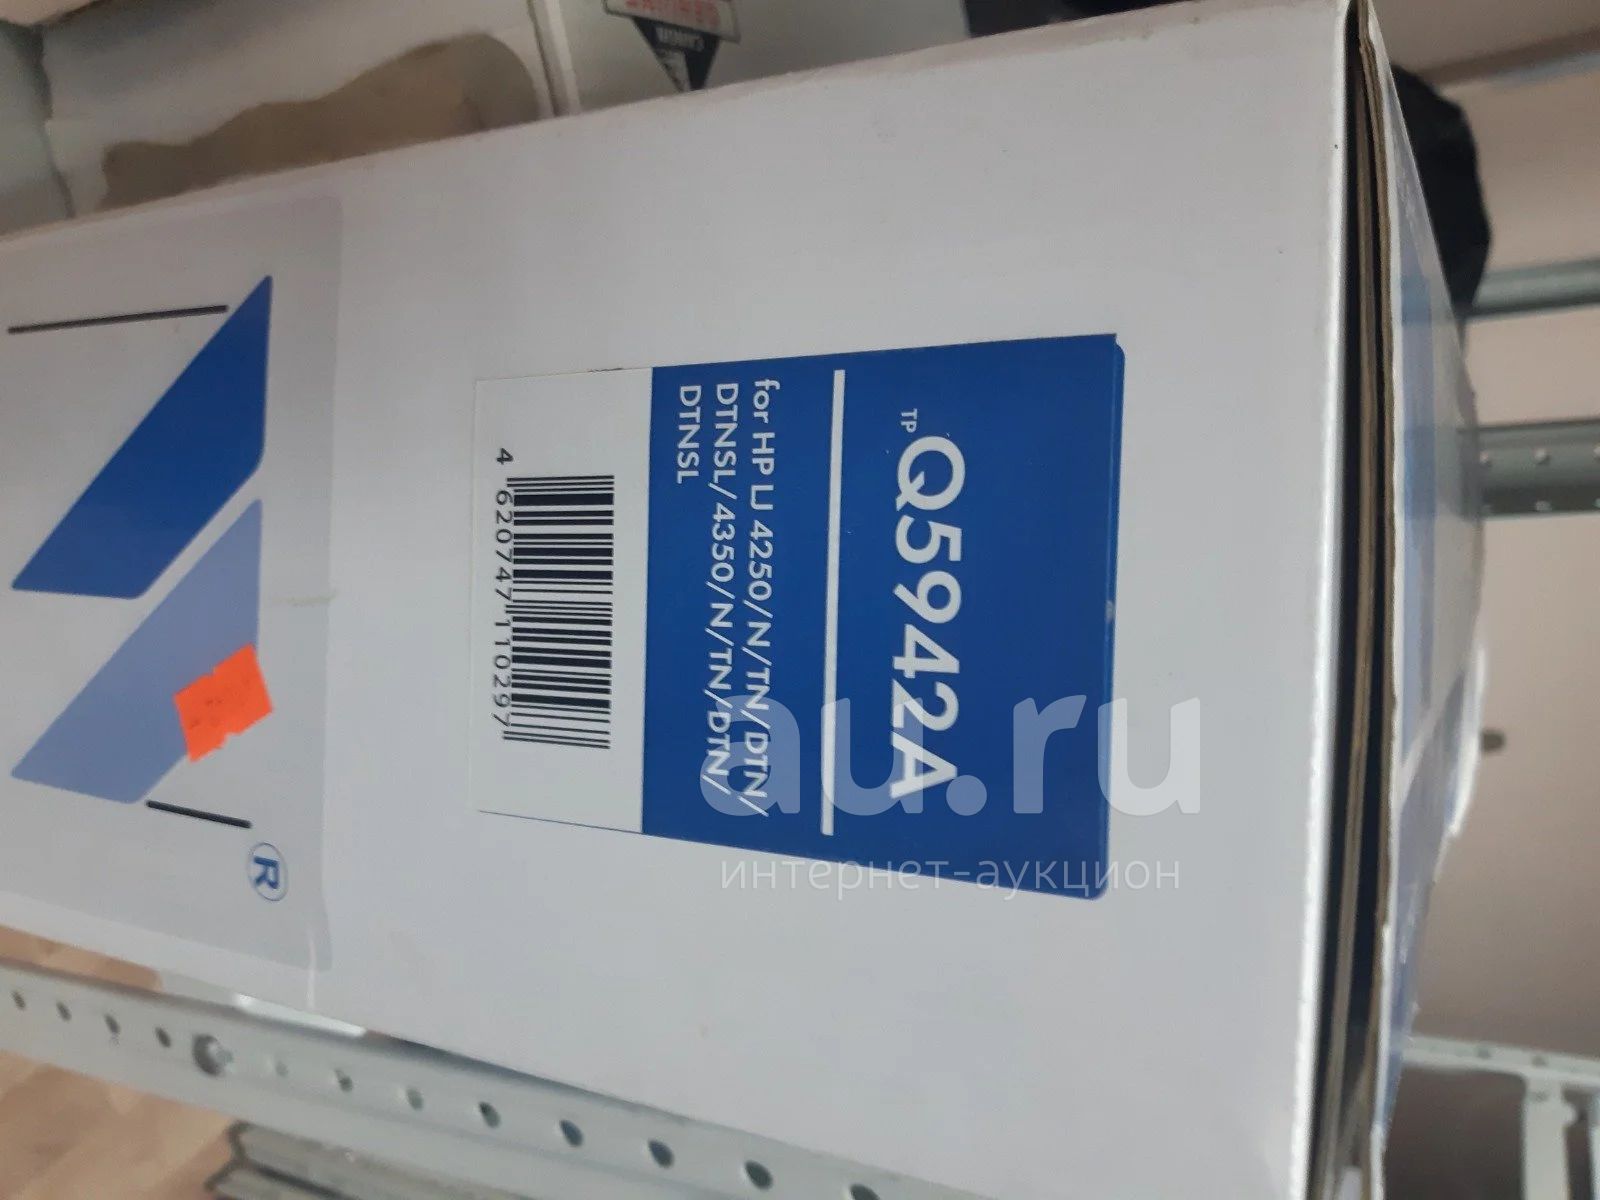 TP Q5942A
for HP LJ 4250/N/TN/DTN/
DTNSL/4350/N/TN/DTN/
DTNSL
4 620747 110297
®
au.ru
интернет-аукцион